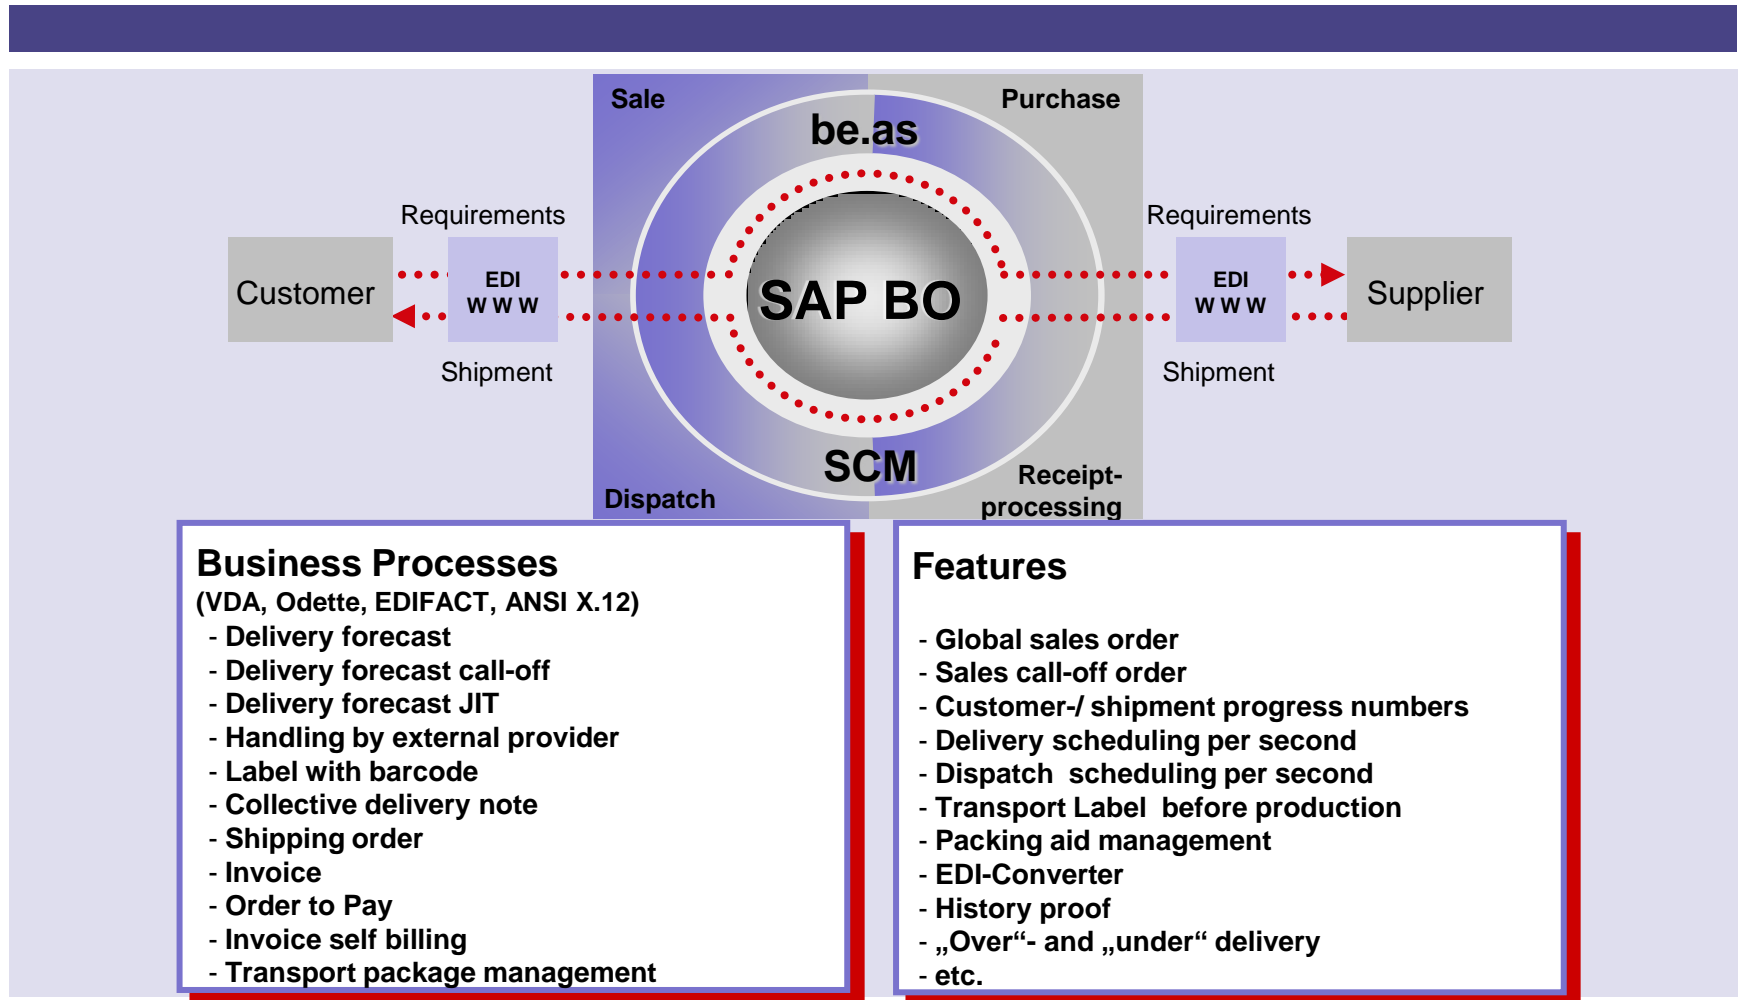 Sale
Purchase
be.as
Requirements
Requirements
Customer
EDI
W W W
SAP BO
EDI
W W W
Supplier
Shipment
Shipment
SCM
Dispatch
Receipt-
processing
Business Processes
(VDA, Odette, EDIFACT, ANSI X.12)
- Delivery forecast
- Delivery forecast call-off
- Delivery forecast JIT
- Handling by external provider
- Label with barcode
- Collective delivery note
- Shipping order
- Invoice
- Order to Pay
- Invoice self billing
- Transport package management
Features
- Global sales order
- Sales call-off order
- Customer-/ shipment progress numbers
- Delivery scheduling per second
- Dispatch  scheduling per second
- Transport Label  before production
- Packing aid management
- EDI-Converter
- History proof
- „Over“- and „under“ delivery
- etc.